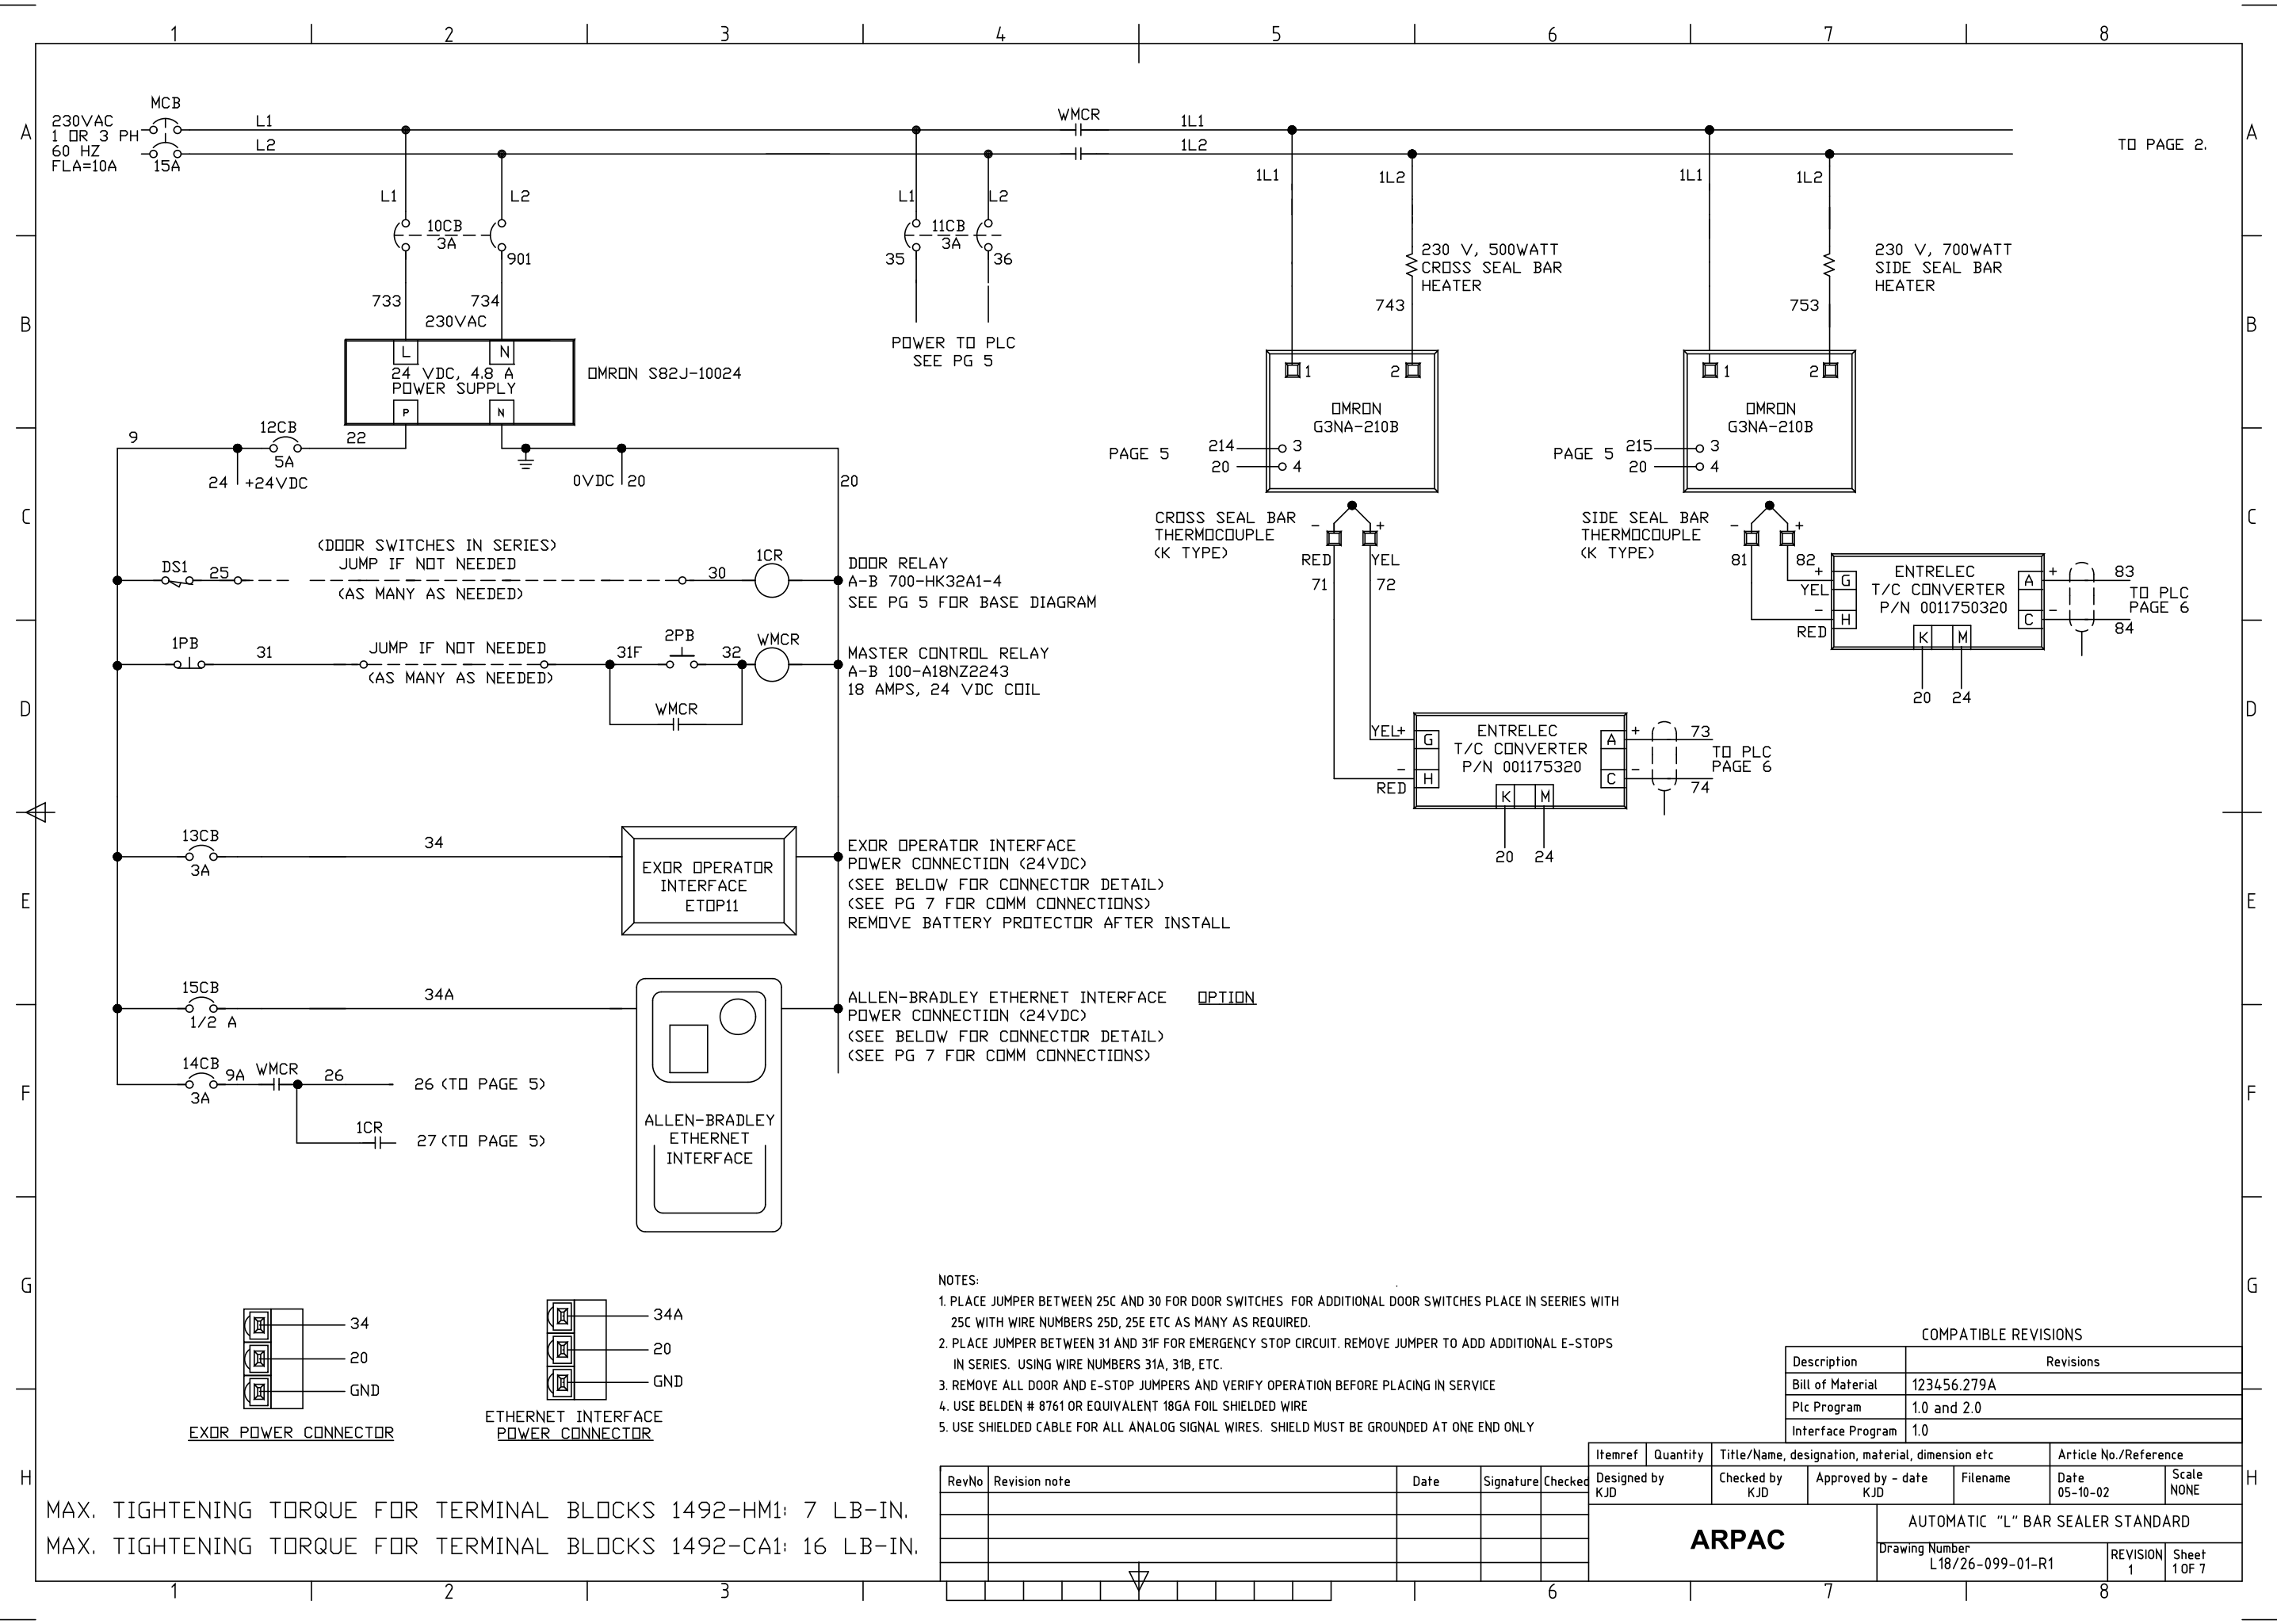 1 2 3 4 5 6 7 8
A
B
C
D
E
F
G
H
A
B
C
D
E
F
G
H
230VAC
1 OR 3 PH
60 HZ
FLA=10A
MCB
15A
L1
L2
WMCR
1L1
1L2
TO PAGE 2.
L1
L2
10CB
3A
901
733
734
230VAC
L
N
24 VDC, 4.8 A
POWER SUPPLY
P
N
OMRON S82J-10024
L1
L2
11CB
3A
35
36
POWER TO PLC
SEE PG 5
1L1
1L2
230 V, 500WATT
CROSS SEAL BAR
HEATER
743
1
2
OMRON
G3NA-210B
PAGE 5
214
3
20
4
1L1
1L2
230 V, 700WATT
SIDE SEAL BAR
HEATER
753
1
2
OMRON
G3NA-210B
PAGE 5
215
3
20
4
9
12CB
5A
22
24
+24VDC
0VDC
20
20
CROSS SEAL BAR
THERMOCOUPLE
(K TYPE)
-
+
RED
YEL
71
72
SIDE SEAL BAR
THERMOCOUPLE
(K TYPE)
-
+
81
82
+
YEL
-
RED
G
H
ENTRELEC
T/C CONVERTER
P/N 0011750320
K
M
A
C
+
-
83
84
TO PLC
PAGE 6
20
24
YEL+
-
RED
G
H
ENTRELEC
T/C CONVERTER
P/N 001175320
K
M
A
C
+
-
73
74
TO PLC
PAGE 6
20
24
DS1
25
(DOOR SWITCHES IN SERIES)
JUMP IF NOT NEEDED
(AS MANY AS NEEDED)
30
1CR
DOOR RELAY
A-B 700-HK32A1-4
SEE PG 5 FOR BASE DIAGRAM
1PB
31
JUMP IF NOT NEEDED
(AS MANY AS NEEDED)
31F
2PB
32
WMCR
WMCR
MASTER CONTROL RELAY
A-B 100-A18NZ2243
18 AMPS, 24 VDC COIL
13CB
3A
34
EXOR OPERATOR
INTERFACE
ETOP11
EXOR OPERATOR INTERFACE
POWER CONNECTION (24VDC)
(SEE BELOW FOR CONNECTOR DETAIL)
(SEE PG 7 FOR COMM CONNECTIONS)
REMOVE BATTERY PROTECTOR AFTER INSTALL
15CB
1/2 A
34A
ALLEN-BRADLEY ETHERNET INTERFACE OPTION
POWER CONNECTION (24VDC)
(SEE BELOW FOR CONNECTOR DETAIL)
(SEE PG 7 FOR COMM CONNECTIONS)
14CB
3A
9A
WMCR
26
26 (TO PAGE 5)
1CR
27 (TO PAGE 5)
ALLEN-BRADLEY
ETHERNET
INTERFACE
34
20
GND
EXOR POWER CONNECTOR
34A
20
GND
ETHERNET INTERFACE
POWER CONNECTOR
NOTES:
1. PLACE JUMPER BETWEEN 25C AND 30 FOR DOOR SWITCHES FOR ADDITIONAL DOOR SWITCHES PLACE IN SEERIES WITH
25C WITH WIRE NUMBERS 25D, 25E ETC AS MANY AS REQUIRED.
2. PLACE JUMPER BETWEEN 31 AND 31F FOR EMERGENCY STOP CIRCUIT. REMOVE JUMPER TO ADD ADDITIONAL E-STOPS
IN SERIES. USING WIRE NUMBERS 31A, 31B, ETC.
3. REMOVE ALL DOOR AND E-STOP JUMPERS AND VERIFY OPERATION BEFORE PLACING IN SERVICE
4. USE BELDEN # 8761 OR EQUIVALENT 18GA FOIL SHIELDED WIRE
5. USE SHIELDED CABLE FOR ALL ANALOG SIGNAL WIRES. SHIELD MUST BE GROUNDED AT ONE END ONLY
COMPATIBLE REVISIONS
Description Revisions
Bill of Material 123456.279A
Plc Program 1.0 and 2.0
Interface Program 1.0
Itemref Quantity Title/Name, designation, material, dimension etc Article No./Reference
RevNo Revision note Date Signature Checked
Designed by
KJD
Checked by
KJD
Approved by - date
KJD
Filename
Date
05-10-02
Scale
NONE
ARPAC
AUTOMATIC "L" BAR SEALER STANDARD
Drawing Number
L18/26-099-01-R1
REVISION
1
Sheet
1 OF 7
MAX. TIGHTENING TORQUE FOR TERMINAL BLOCKS 1492-HM1: 7 LB-IN.
MAX. TIGHTENING TORQUE FOR TERMINAL BLOCKS 1492-CA1: 16 LB-IN.
1 2 3 6 7 8